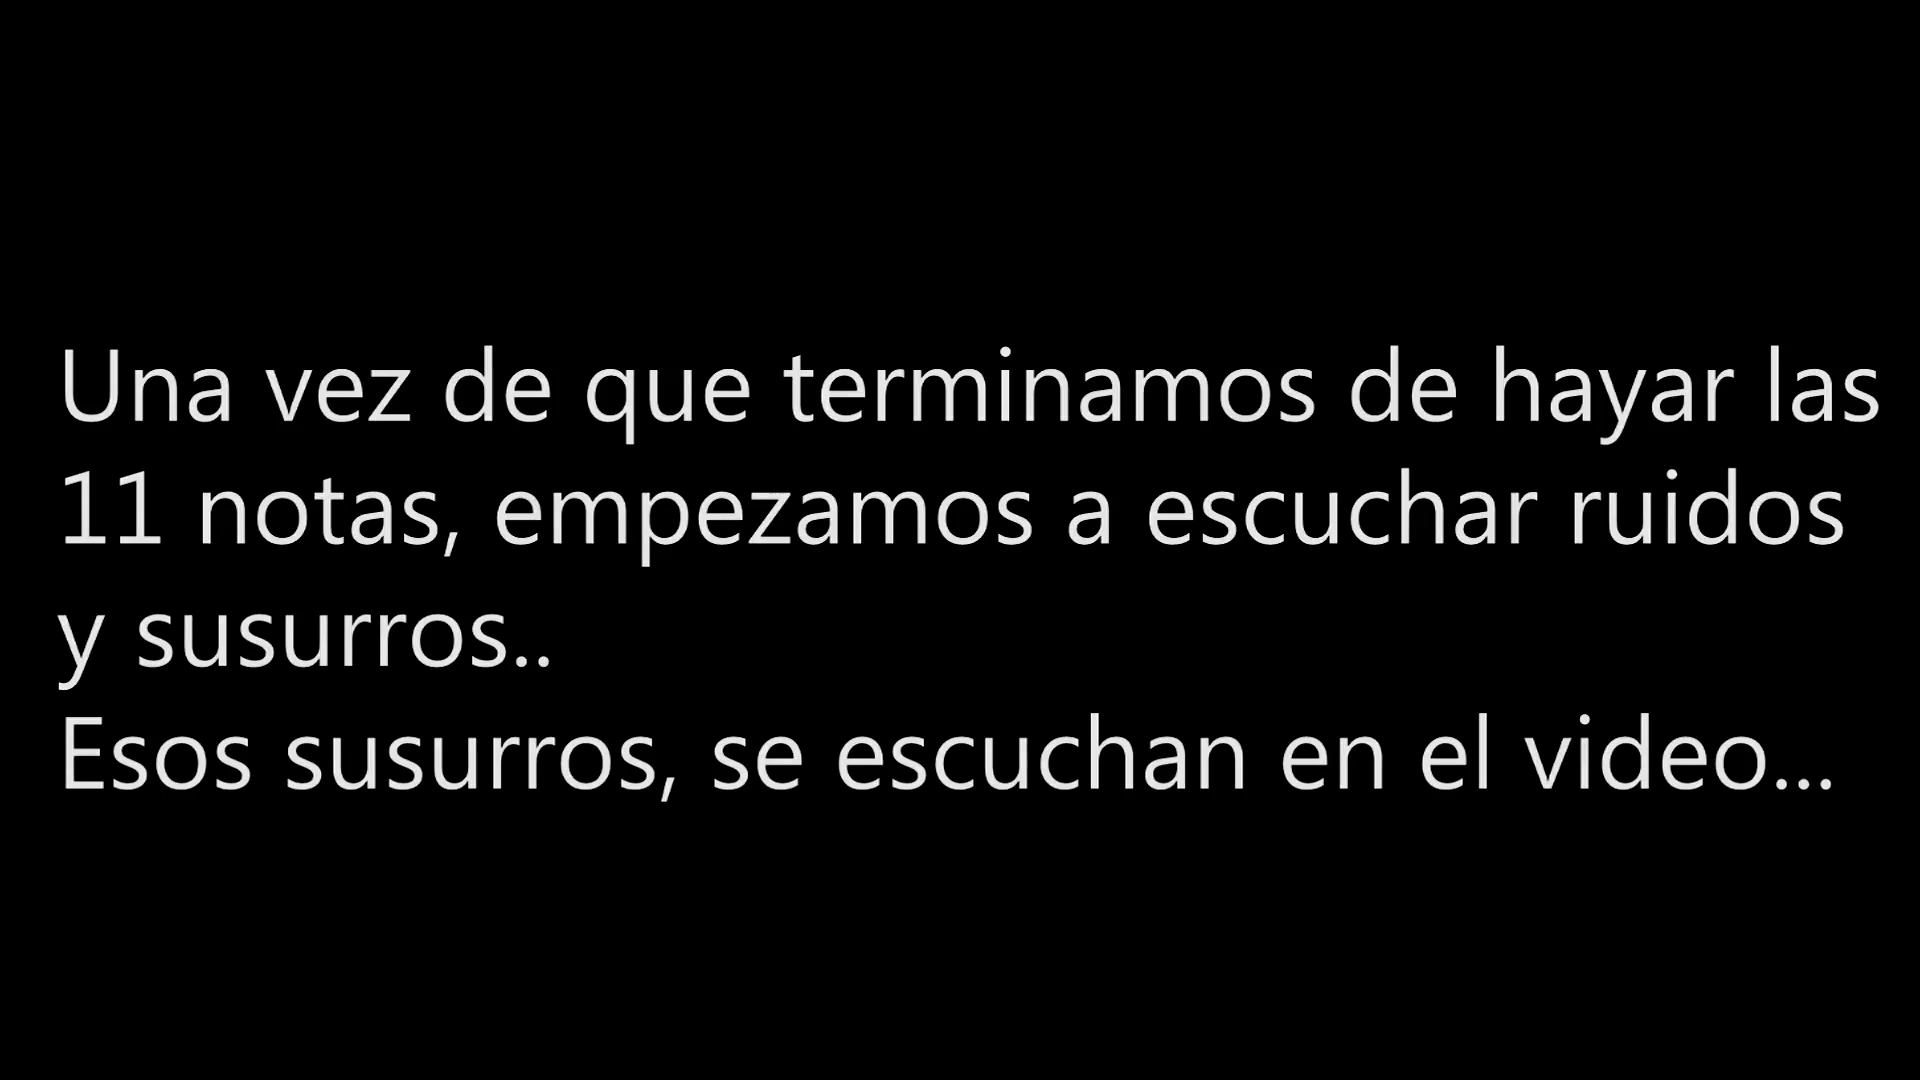 Una vez de que terminamos de hayar las
11 notas, empezamos a escuchar ruidos
y susurros..
Esos susurros, se escuchan en el video...